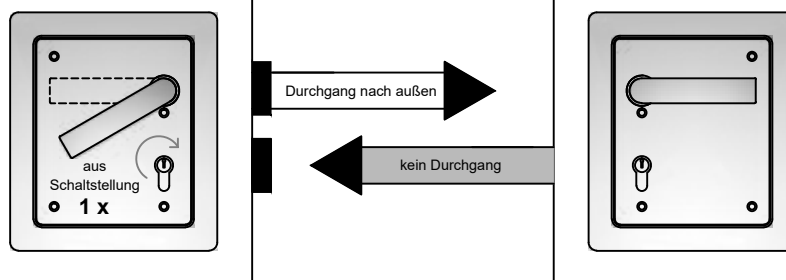 aus
Schaltstellung
1 x
Durchgang nach außen
kein Durchgang